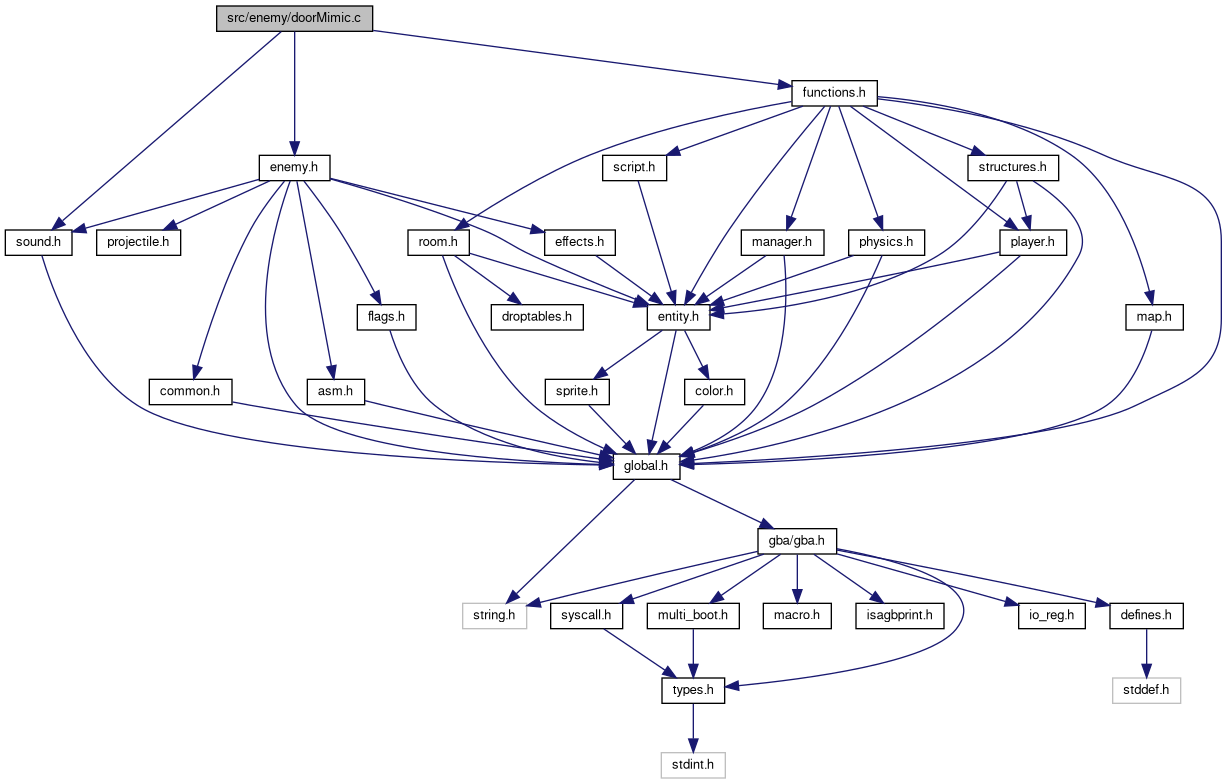 src/enemy/doorMimic.c
functions.h
enemy.h
script.h
structures.h
sound.h
projectile.h
room.h
effects.h
manager.h
physics.h
player.h
flags.h
droptables.h
entity.h
map.h
common.h
asm.h
sprite.h
color.h
global.h
gba/gba.h
string.h
syscall.h
multi_boot.h
macro.h
isagbprint.h
io_reg.h
defines.h
types.h
stddef.h
stdint.h